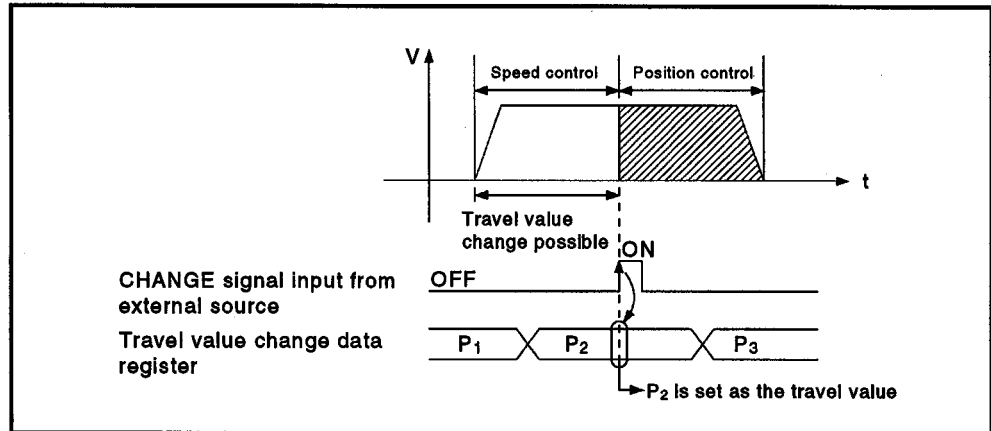 V
Speed control
Position control
t
Travel value
change possible
ON
CHANGE signal input from
external source
OFF
Travel value change data
register
P1
P2
P3
P2 is set as the travel value